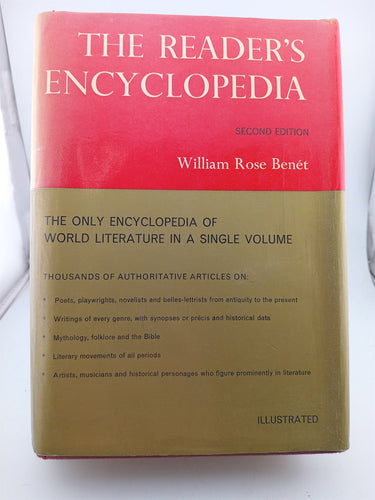 THE READER'S
ENCYCLOPEDIA
SECOND EDITION
William Rose Benét
THE ONLY ENCYCLOPEDIA OF
WORLD LITERATURE IN A SINGLE VOLUME
THOUSANDS OF AUTHORITATIVE ARTICLES ON:
• Poets, playwrights, novelists and belles-lettrists from antiquity to the present
• Writings of every genre, with synopses or précis and historical data
• Mythology, folklore and the Bible
• Literary movements of all periods
• Artists, musicians and historical personages who figure prominently in literature
ILLUSTRATED